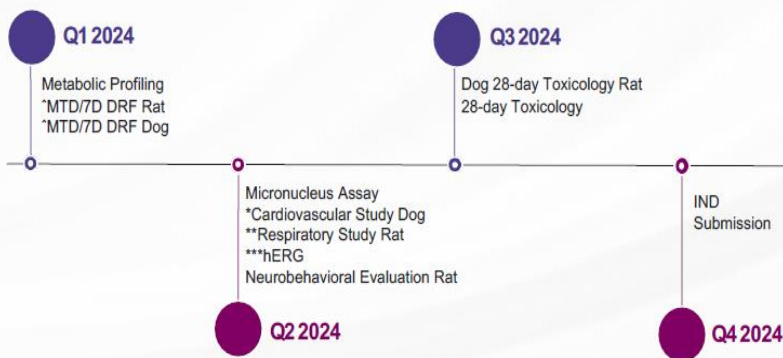 Q1 2024
Metabolic Profiling
^MTD/7D DRF Rat
^MTD/7D DRF Dog
Q2 2024
Micronucleus Assay
*Cardiovascular Study Dog
**Respiratory Study Rat
***hERG
Neurobehavioral Evaluation Rat
Q3 2024
Dog 28-day Toxicology Rat
28-day Toxicology
Q4 2024
IND
Submission